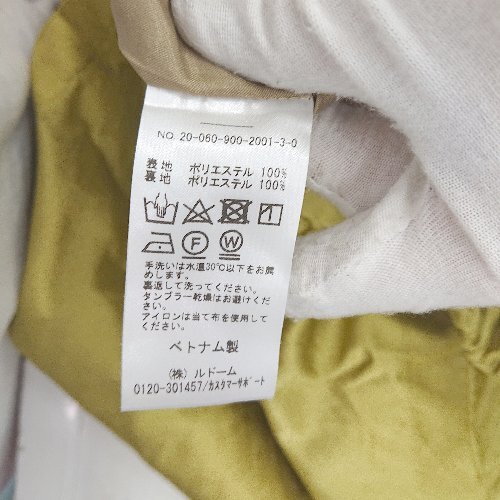 NO. 20-060-900-2001-3-0
表地 ポリエステル 100%
裏地 ポリエステル 100%
F W
手洗いは水温30℃以下をお薦
めします。
裏返して洗ってください。
タンブラー乾燥はお避けくだ
さい。
アイロンは当て布を使用して
ください。
ベトナム製
(株) ルドーム
0120-301457/カスタマーサポート